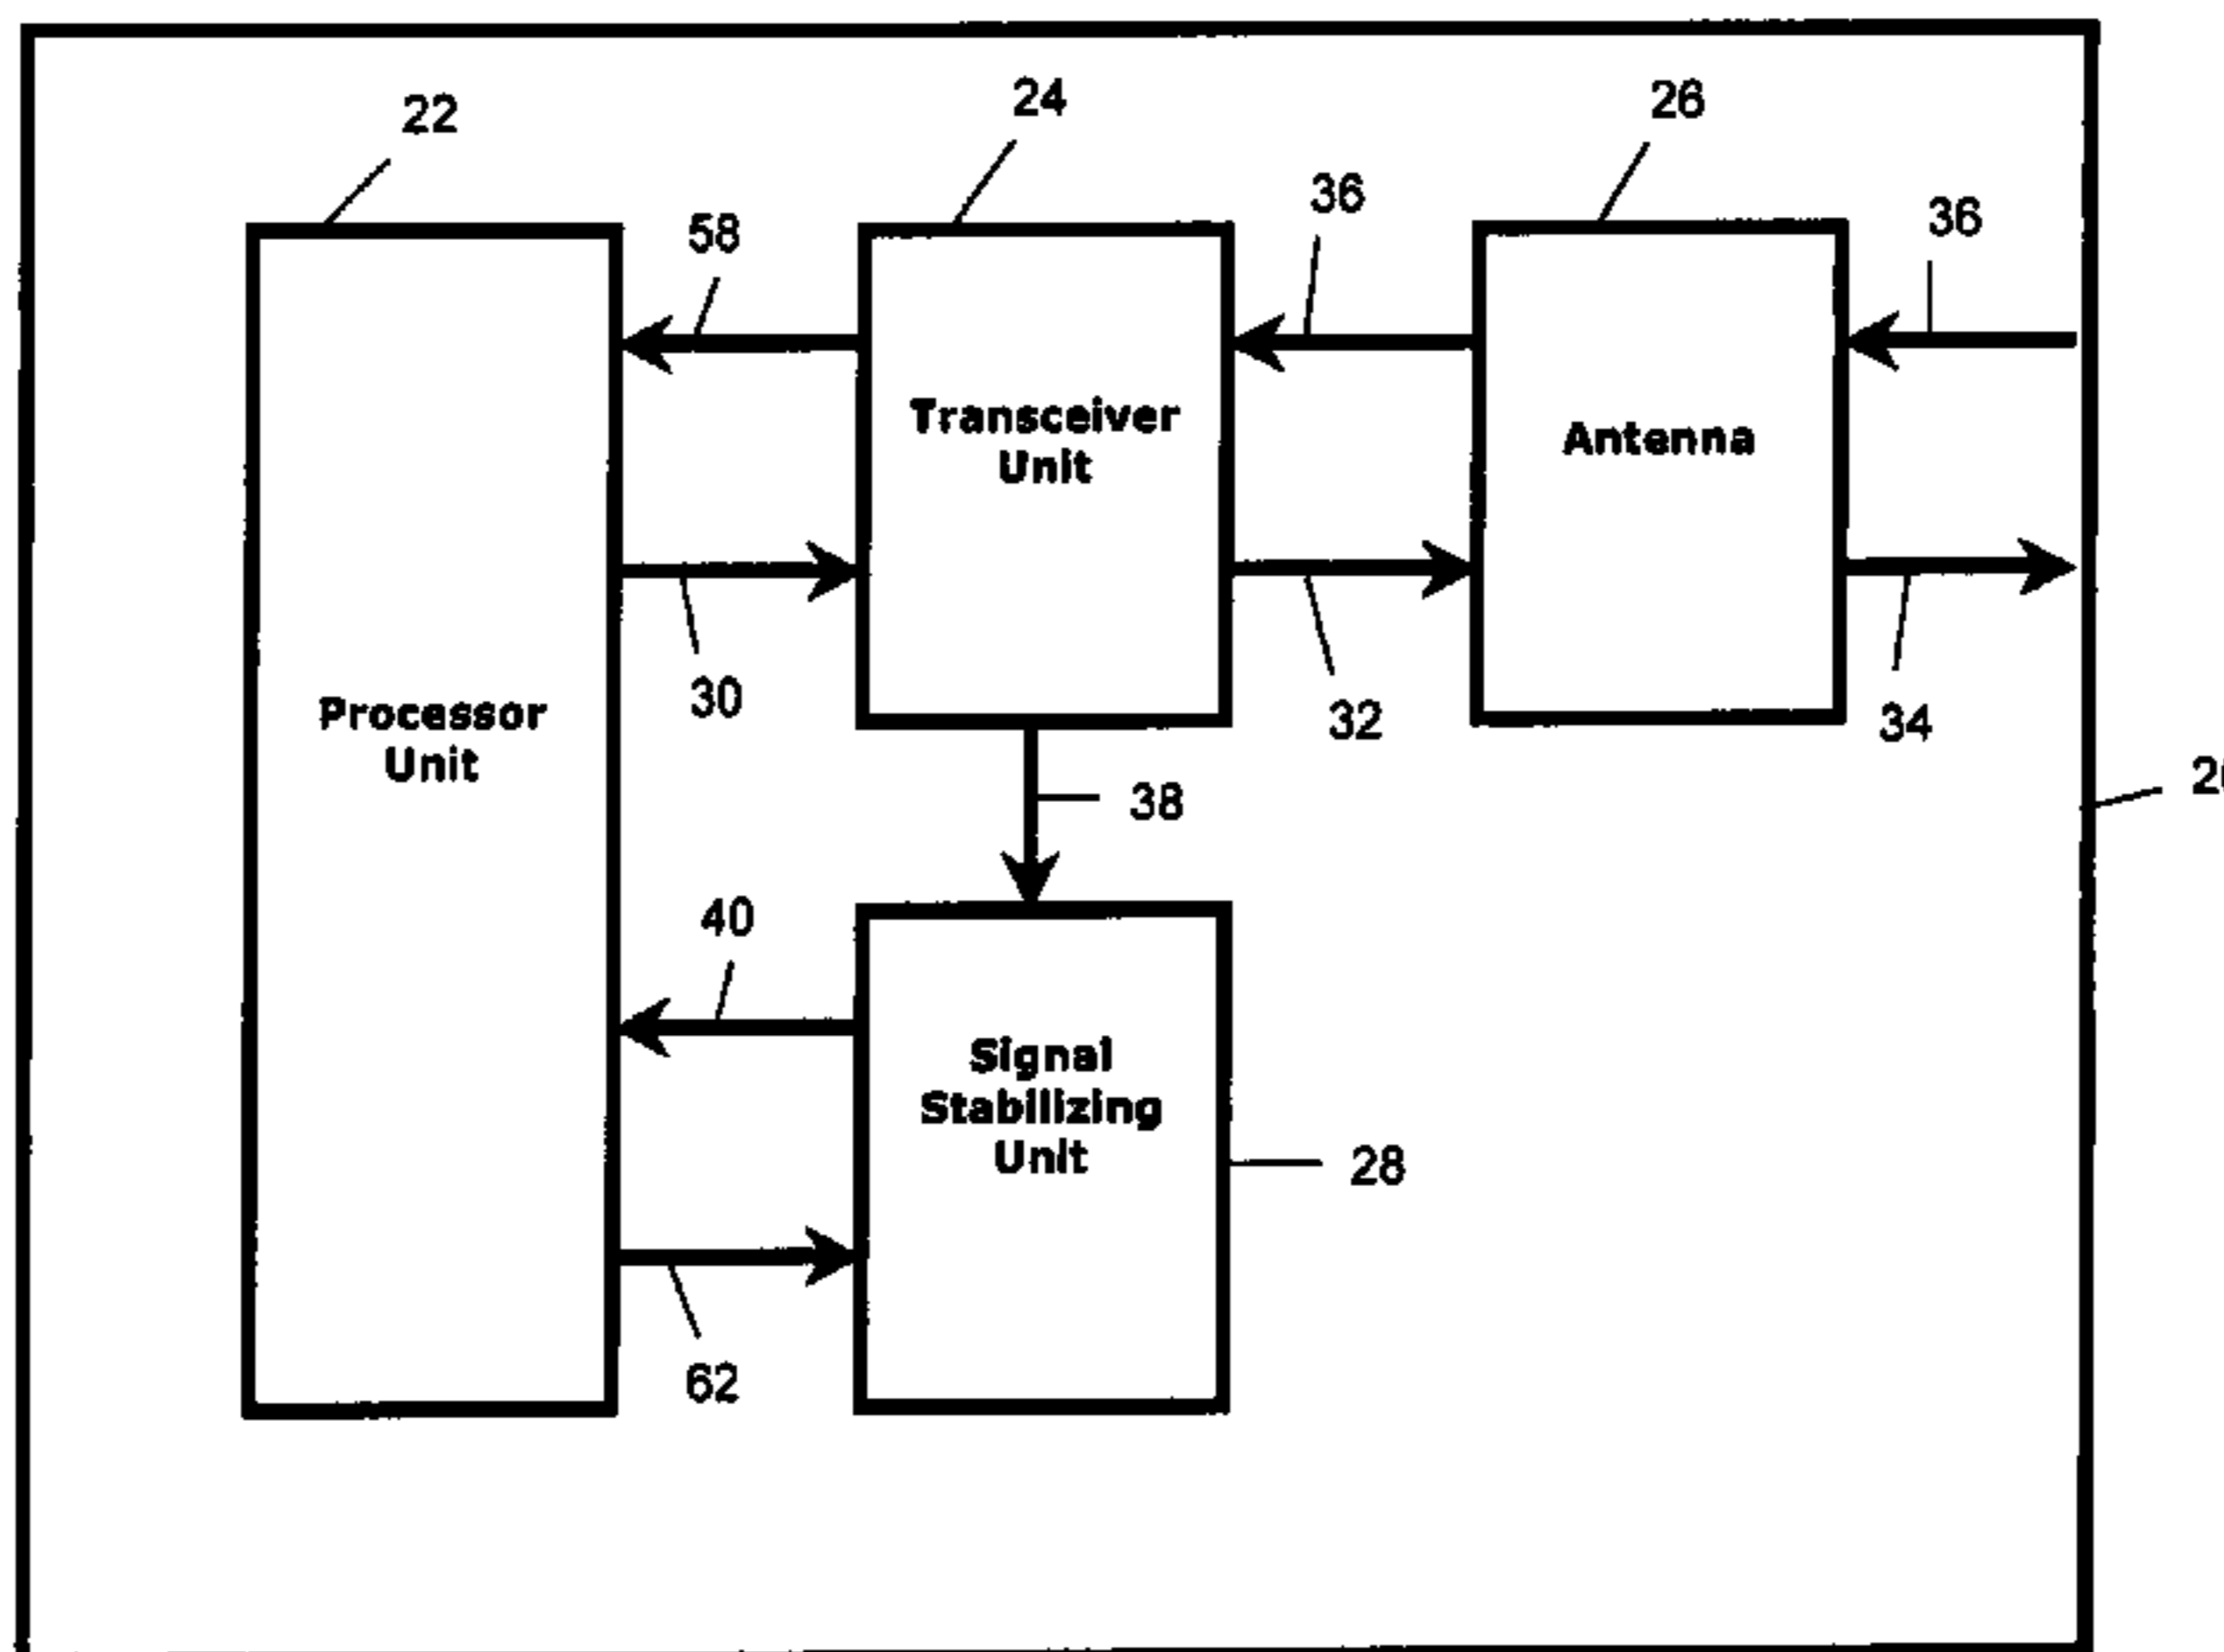 22
24
26
58
36
36
Transceiver
Unit
Antenna
30
32
34
Processor
Unit
38
40
Signal
Stabilizing
Unit
28
62